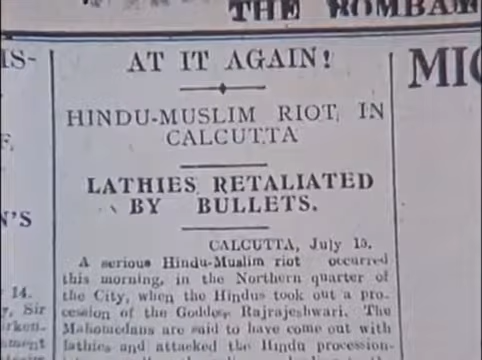 THE BOMBAY
AT IT AGAIN!
HINDU-MUSLIM RIOT IN
CALCUTTA
LATHIES RETALIATED
BY BULLETS.
CALCUTTA, July 15.
A serious Hindu-Muslim riot occurred
this morning, in the Northern quarter of
the City, when the Hindus took out a pro-
cession of the Goddess Rajrajeshwari. The
Mahomedans are said to have come out with
lathies and attacked the Hindu procession-
IS-
F.
N'S
14.
y, Sir
ment
MIC